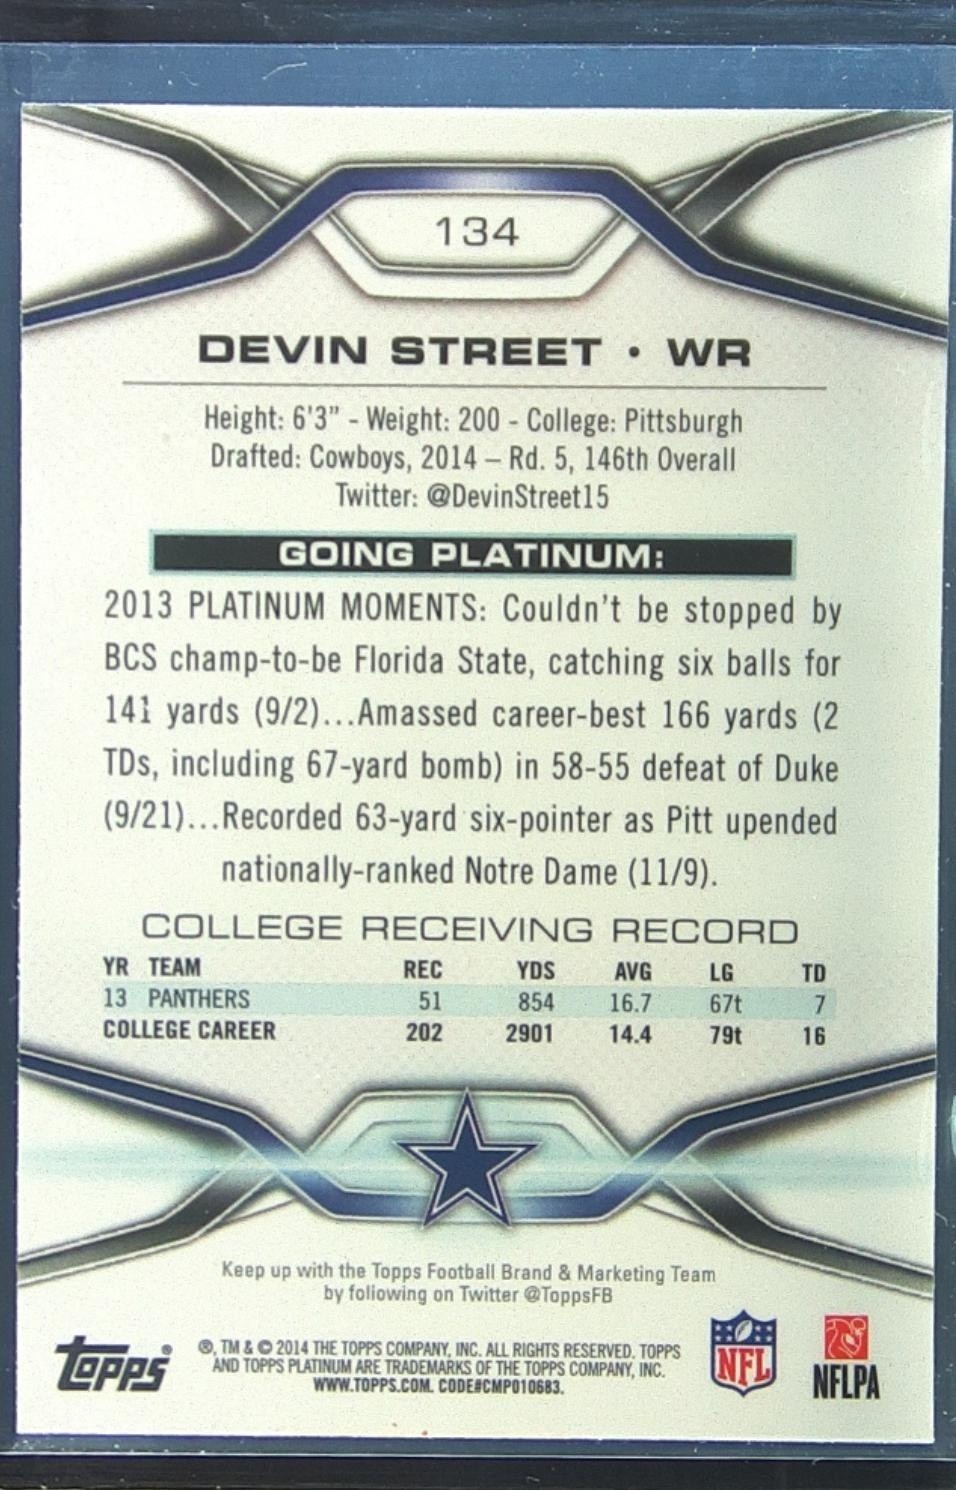 134
DEVIN STREET • WR
Height: 6'3" - Weight: 200 - College: Pittsburgh
Drafted: Cowboys, 2014 – Rd. 5, 146th Overall
Twitter: @DevinStreet15
GOING PLATINUM:
2013 PLATINUM MOMENTS: Couldn't be stopped by
BCS champ-to-be Florida State, catching six balls for
141 yards (9/2)...Amassed career-best 166 yards (2
TDs, including 67-yard bomb) in 58-55 defeat of Duke
(9/21)...Recorded 63-yard six-pointer as Pitt upended
nationally-ranked Notre Dame (11/9).
COLLEGE RECEIVING RECORD
YR TEAM REC YDS AVG LG TD
13 PANTHERS 51 854 16.7 67t 7
COLLEGE CAREER 202 2901 14.4 79t 16
Keep up with the Topps Football Brand & Marketing Team
by following on Twitter @ToppsFB
topps®
®, TM & © 2014 THE TOPPS COMPANY, INC. ALL RIGHTS RESERVED. TOPPS
AND TOPPS PLATINUM ARE TRADEMARKS OF THE TOPPS COMPANY, INC.
WWW.TOPPS.COM. CODE#CMP010683.
NFL
NFLPA